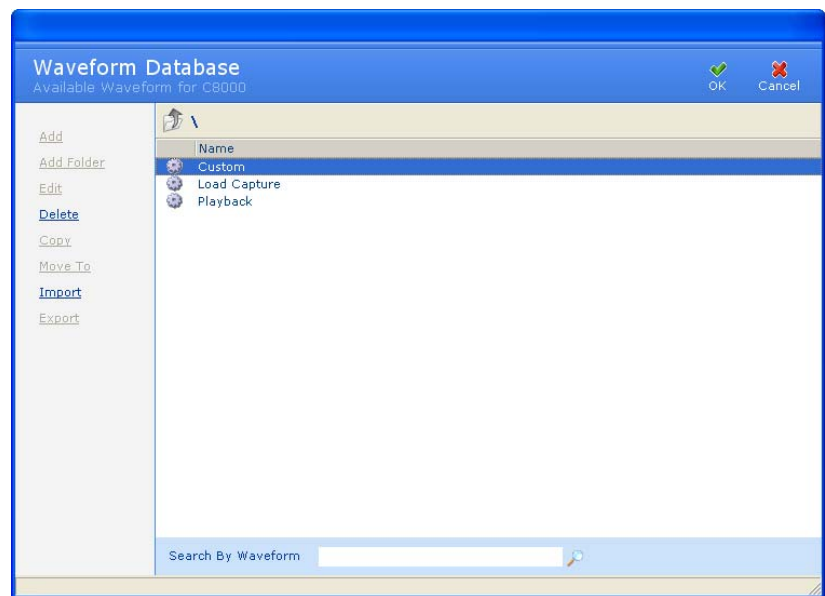 Waveform Database
Available Waveform for C8000
OK
Cancel
Add
Add Folder
Edit
Delete
Copy
Move To
Import
Export
\
Name
Custom
Load Capture
Playback
Search By Waveform